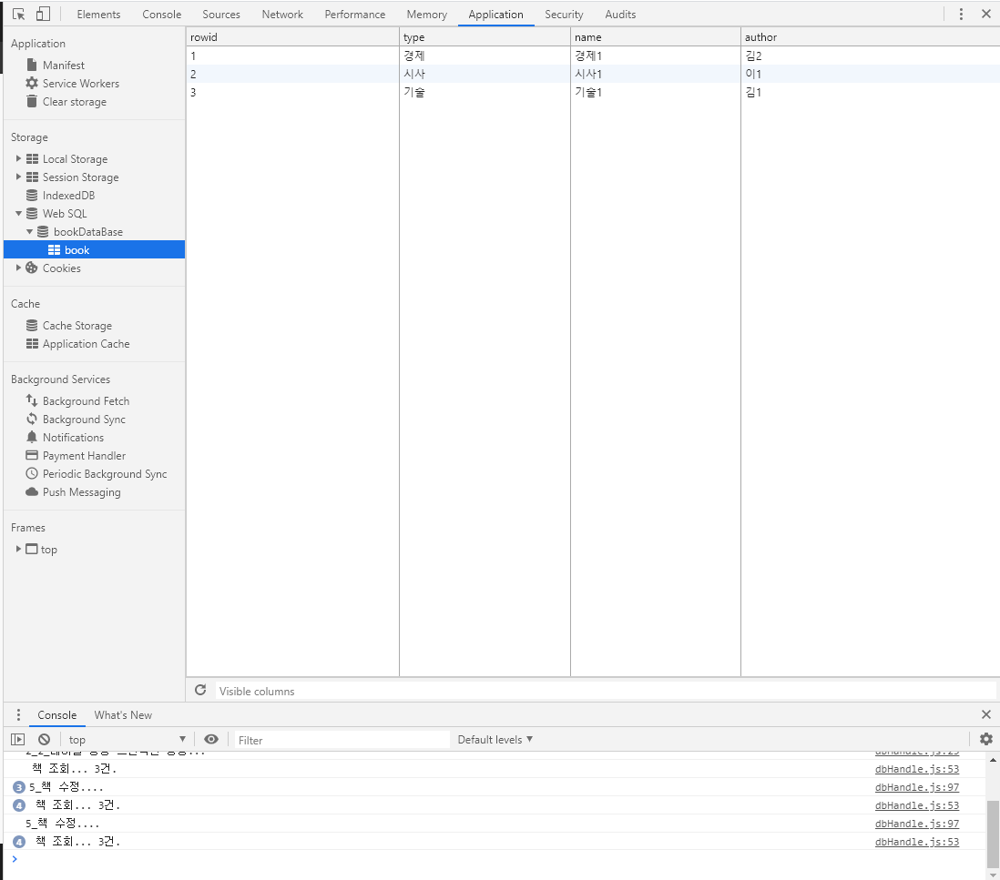 Elements Console Sources Network Performance Memory Application Security Audits
Application
Manifest
Service Workers
Clear storage
Storage
Local Storage
Session Storage
IndexedDB
Web SQL
bookDataBase
book
Cookies
Cache
Cache Storage
Application Cache
Background Services
Background Fetch
Background Sync
Notifications
Payment Handler
Periodic Background Sync
Push Messaging
Frames
top
rowid type name author
1 경제 경제1 김2
2 시사 시사1 이1
3 기술 기술1 김1
Visible columns
Console What's New
top Filter Default levels
dbHandle.js:25
책 조회... 3건. dbHandle.js:53
3 5_책 수정.... dbHandle.js:97
4 책 조회... 3건. dbHandle.js:53
5_책 수정.... dbHandle.js:97
4 책 조회... 3건. dbHandle.js:53